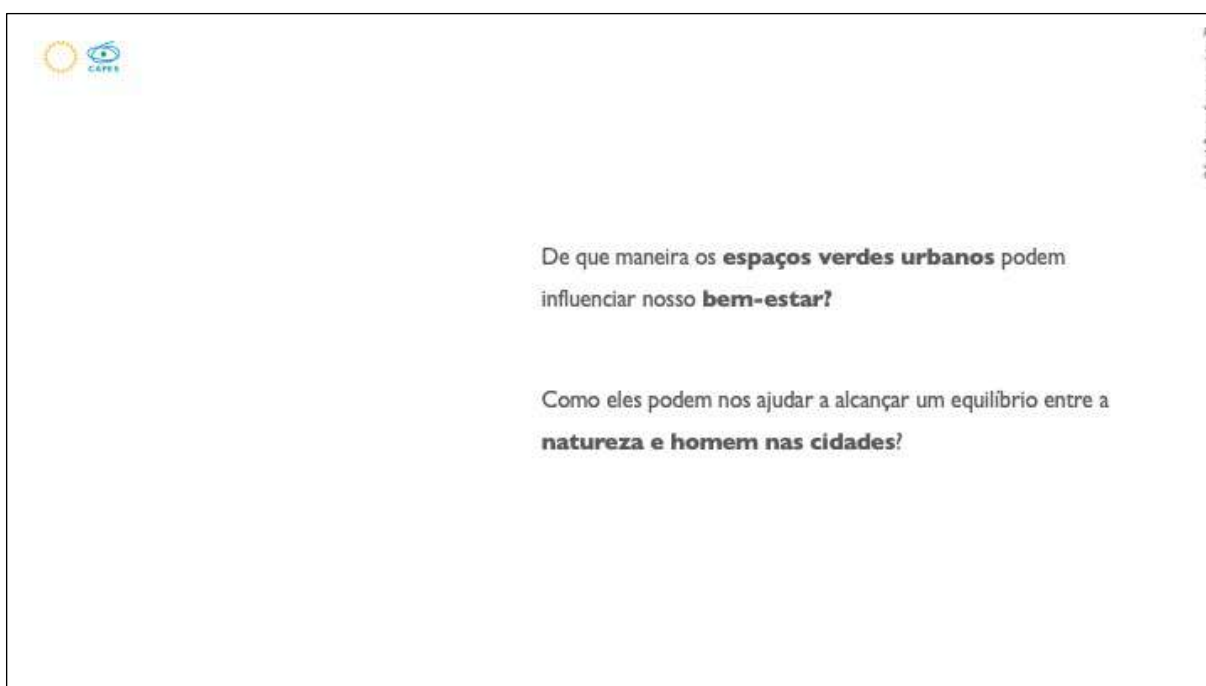 CAPES
De que maneira os espaços verdes urbanos podem
influenciar nosso bem-estar?
Como eles podem nos ajudar a alcançar um equilíbrio entre a
natureza e homem nas cidades?